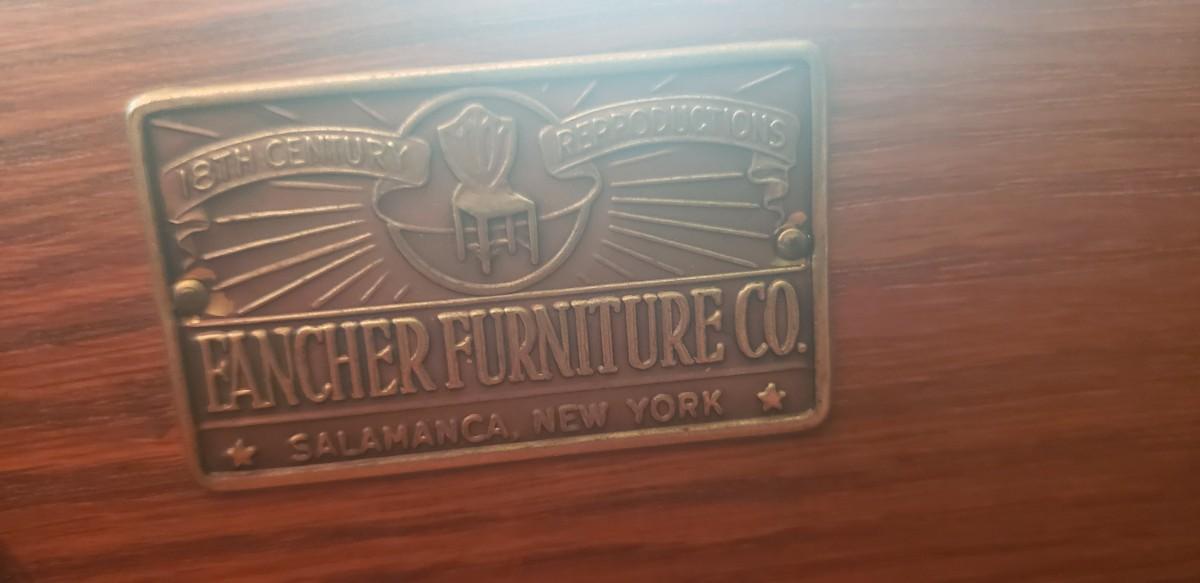 18TH CENTURY REPRODUCTIONS
FANCHER FURNITURE CO.
SALAMANCA, NEW YORK